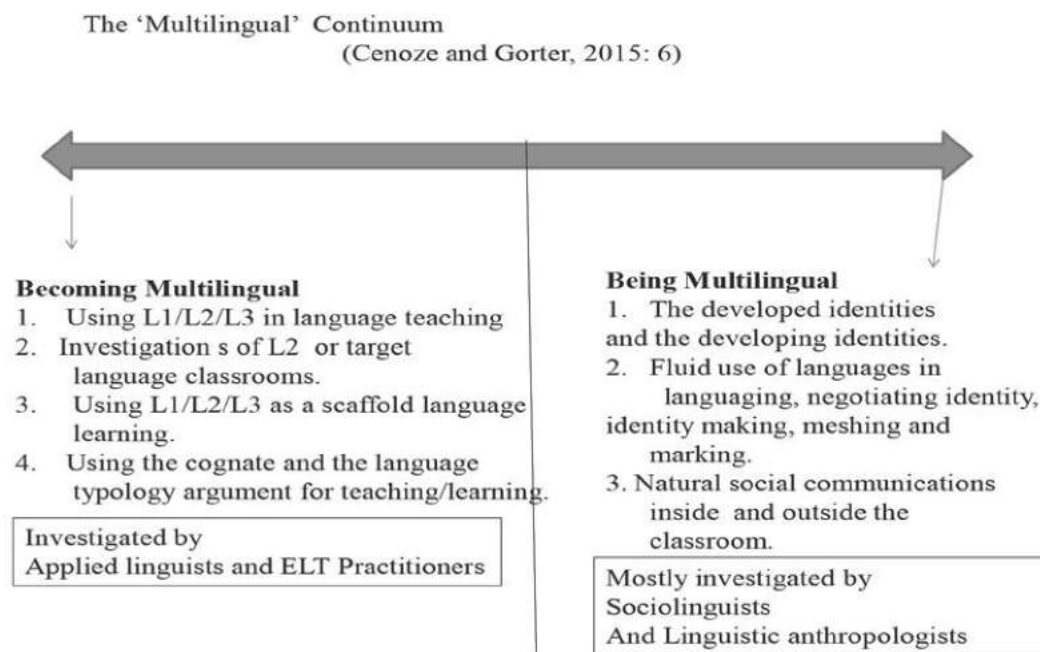 The ‘Multilingual’ Continuum
(Cenoze and Gorter, 2015: 6)
Becoming Multilingual
1. Using L1/L2/L3 in language teaching
2. Investigation s of L2 or target
language classrooms.
3. Using L1/L2/L3 as a scaffold language
learning.
4. Using the cognate and the language
typology argument for teaching/learning.
Investigated by
Applied linguists and ELT Practitioners
Being Multilingual
1. The developed identities
and the developing identities.
2. Fluid use of languages in
languaging, negotiating identity,
identity making, meshing and
marking.
3. Natural social communications
inside and outside the
classroom.
Mostly investigated by
Sociolinguists
And Linguistic anthropologists